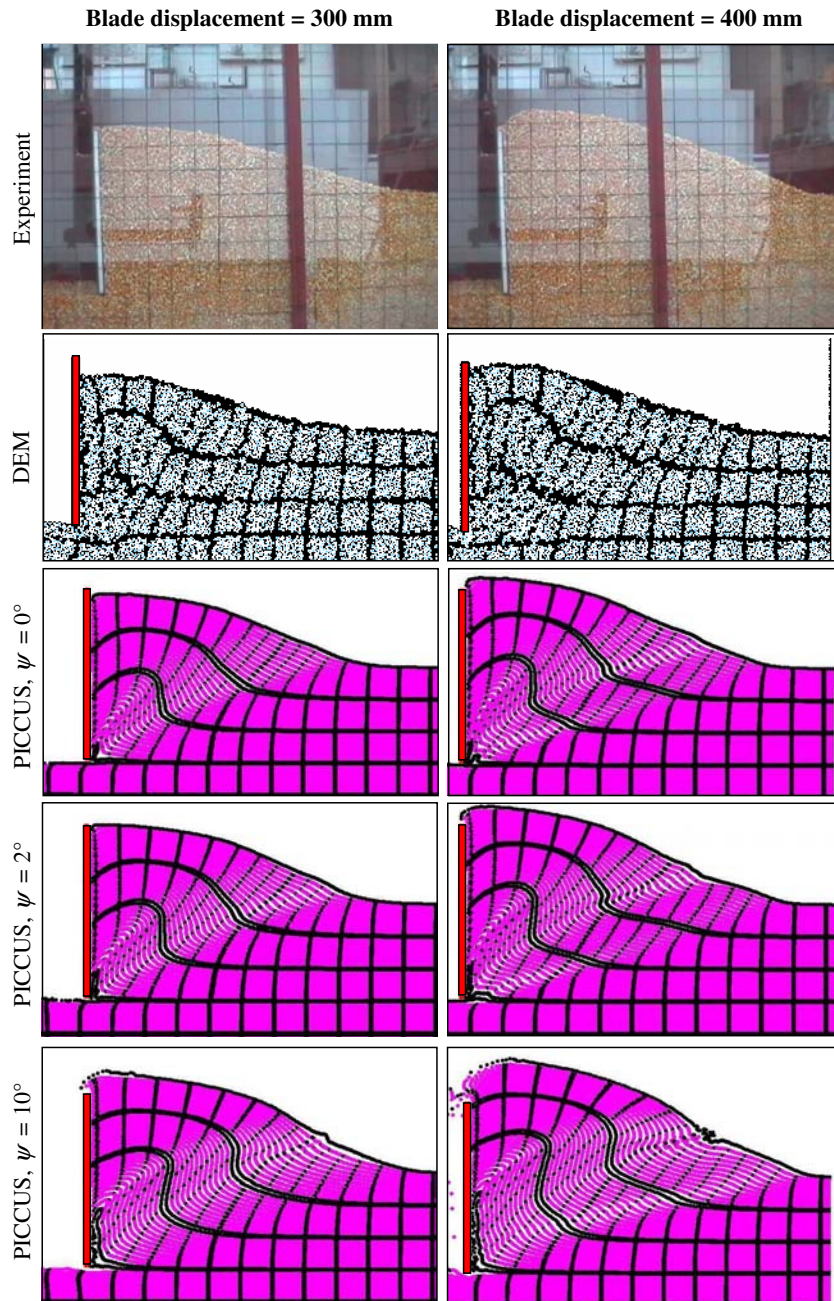 Blade displacement = 300 mm
Blade displacement = 400 mm
Experiment
DEM
PICCUS, ψ = 0°
PICCUS, ψ = 2°
PICCUS, ψ = 10°